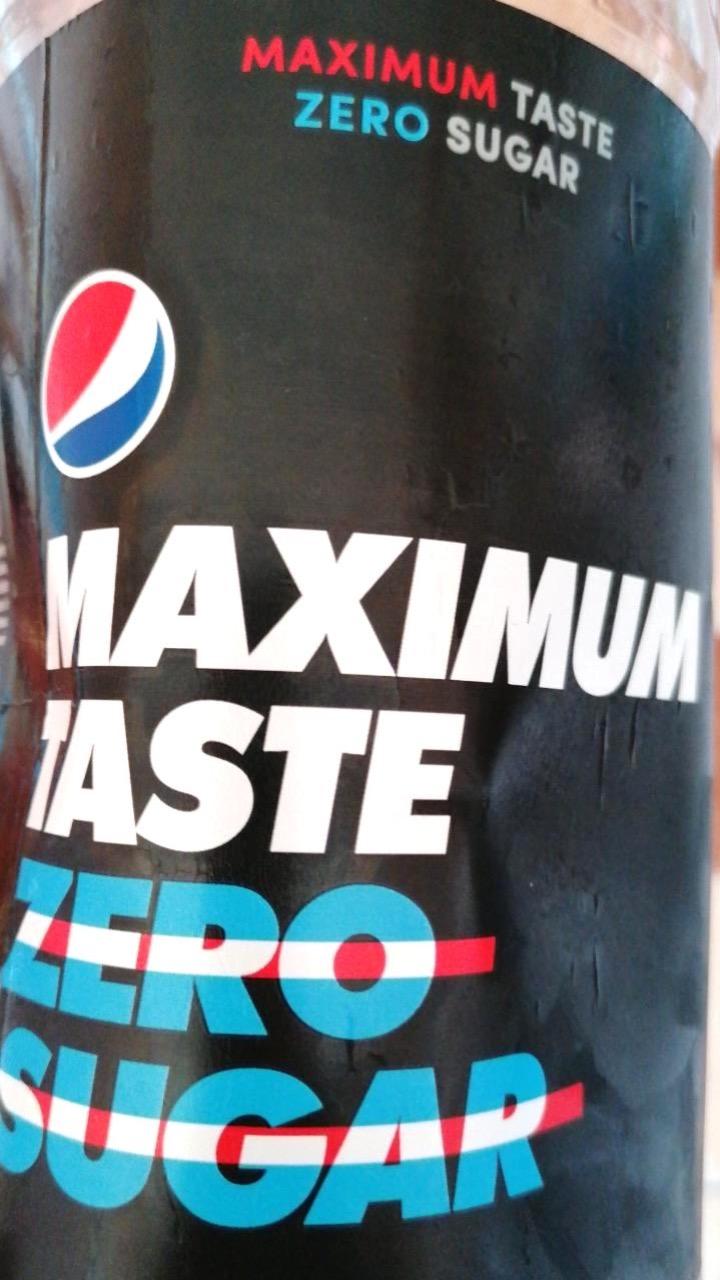 MAXIMUM TASTE
ZERO SUGAR
MAXIMUM
TASTE
ZERO
SUGAR